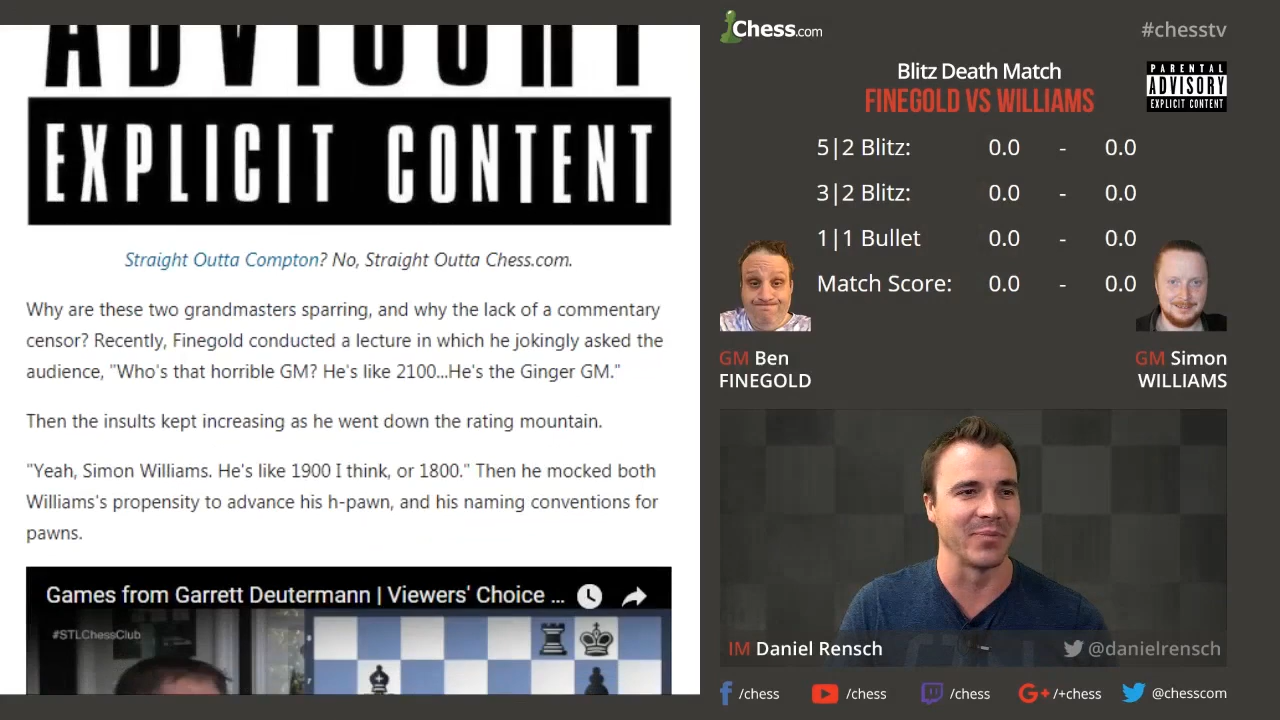 ADVISORY
EXPLICIT CONTENT
Straight Outta Compton? No, Straight Outta Chess.com.
Why are these two grandmasters sparring, and why the lack of a commentary
censor? Recently, Finegold conducted a lecture in which he jokingly asked the
audience, "Who's that horrible GM? He's like 2100...He's the Ginger GM."
Then the insults kept increasing as he went down the rating mountain.
"Yeah, Simon Williams. He's like 1900 I think, or 1800." Then he mocked both
Williams's propensity to advance his h-pawn, and his naming conventions for
pawns.
Games from Garrett Deutermann | Viewers' Choice ...
#STLChessClub
Chess.com
#chesstv
Blitz Death Match
FINEGOLD VS WILLIAMS
PARENTAL
ADVISORY
EXPLICIT CONTENT
5|2 Blitz: 0.0 - 0.0
3|2 Blitz: 0.0 - 0.0
1|1 Bullet 0.0 - 0.0
Match Score: 0.0 - 0.0
GM Ben
FINEGOLD
GM Simon
WILLIAMS
IM Daniel Rensch
@danielrensch
/chess
/chess
/chess
G+ /+chess
@chesscom